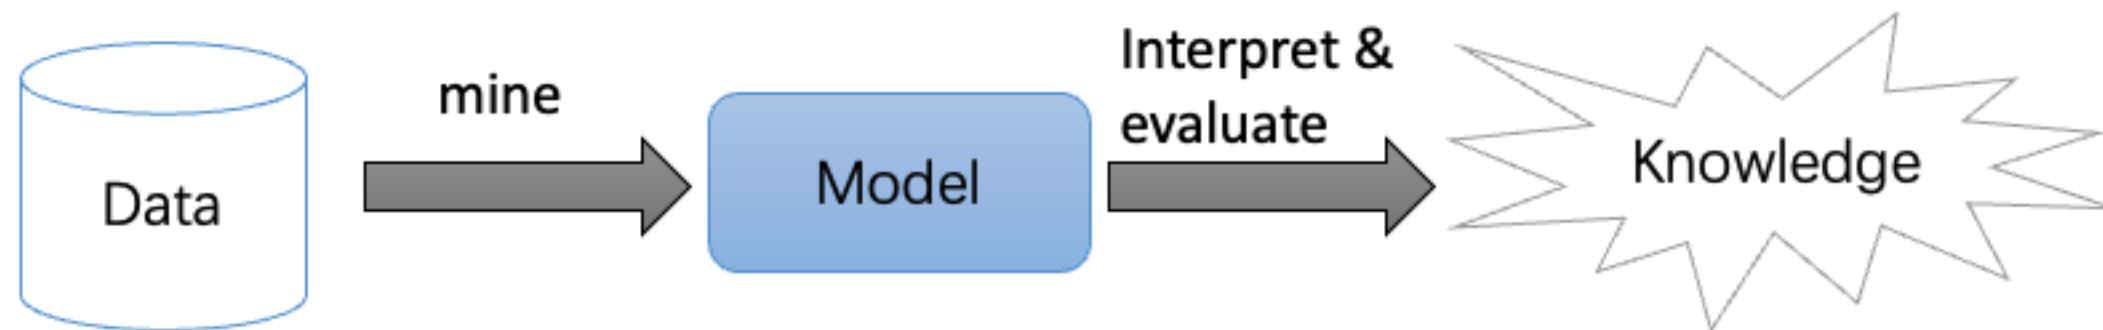 Data
mine
Model
Interpret &
evaluate
Knowledge